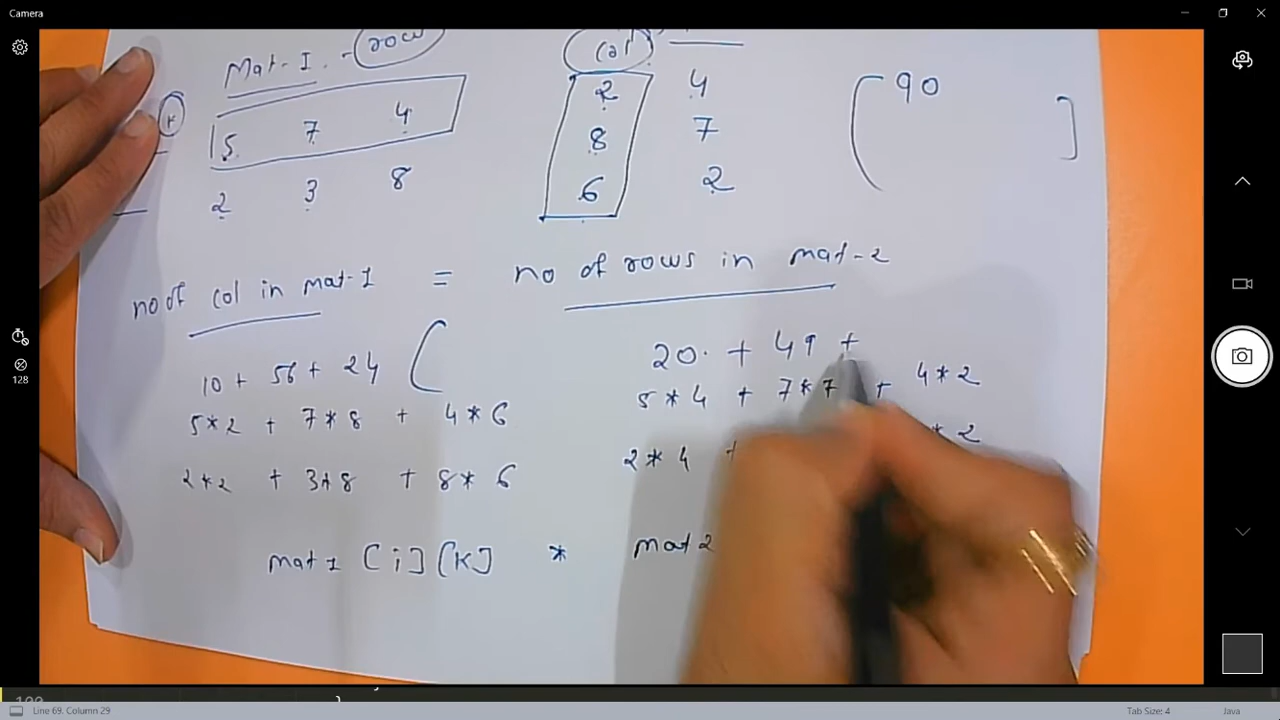 Camera
Mat-I - row
col
5 7 4
2 3 8
2 4
8 7
6 2
90
K
no of col in mat-1 = no of rows in mat-2
10 + 56 + 24
5*2 + 7*8 + 4*6
2*2 + 3*8 + 8*6
20. + 49 +
5*4 + 7*7 + 4*2
2*4 + * 2
mat1 [i][K] * mat2
128
Line 69, Column 29
Tab Size: 4
Java